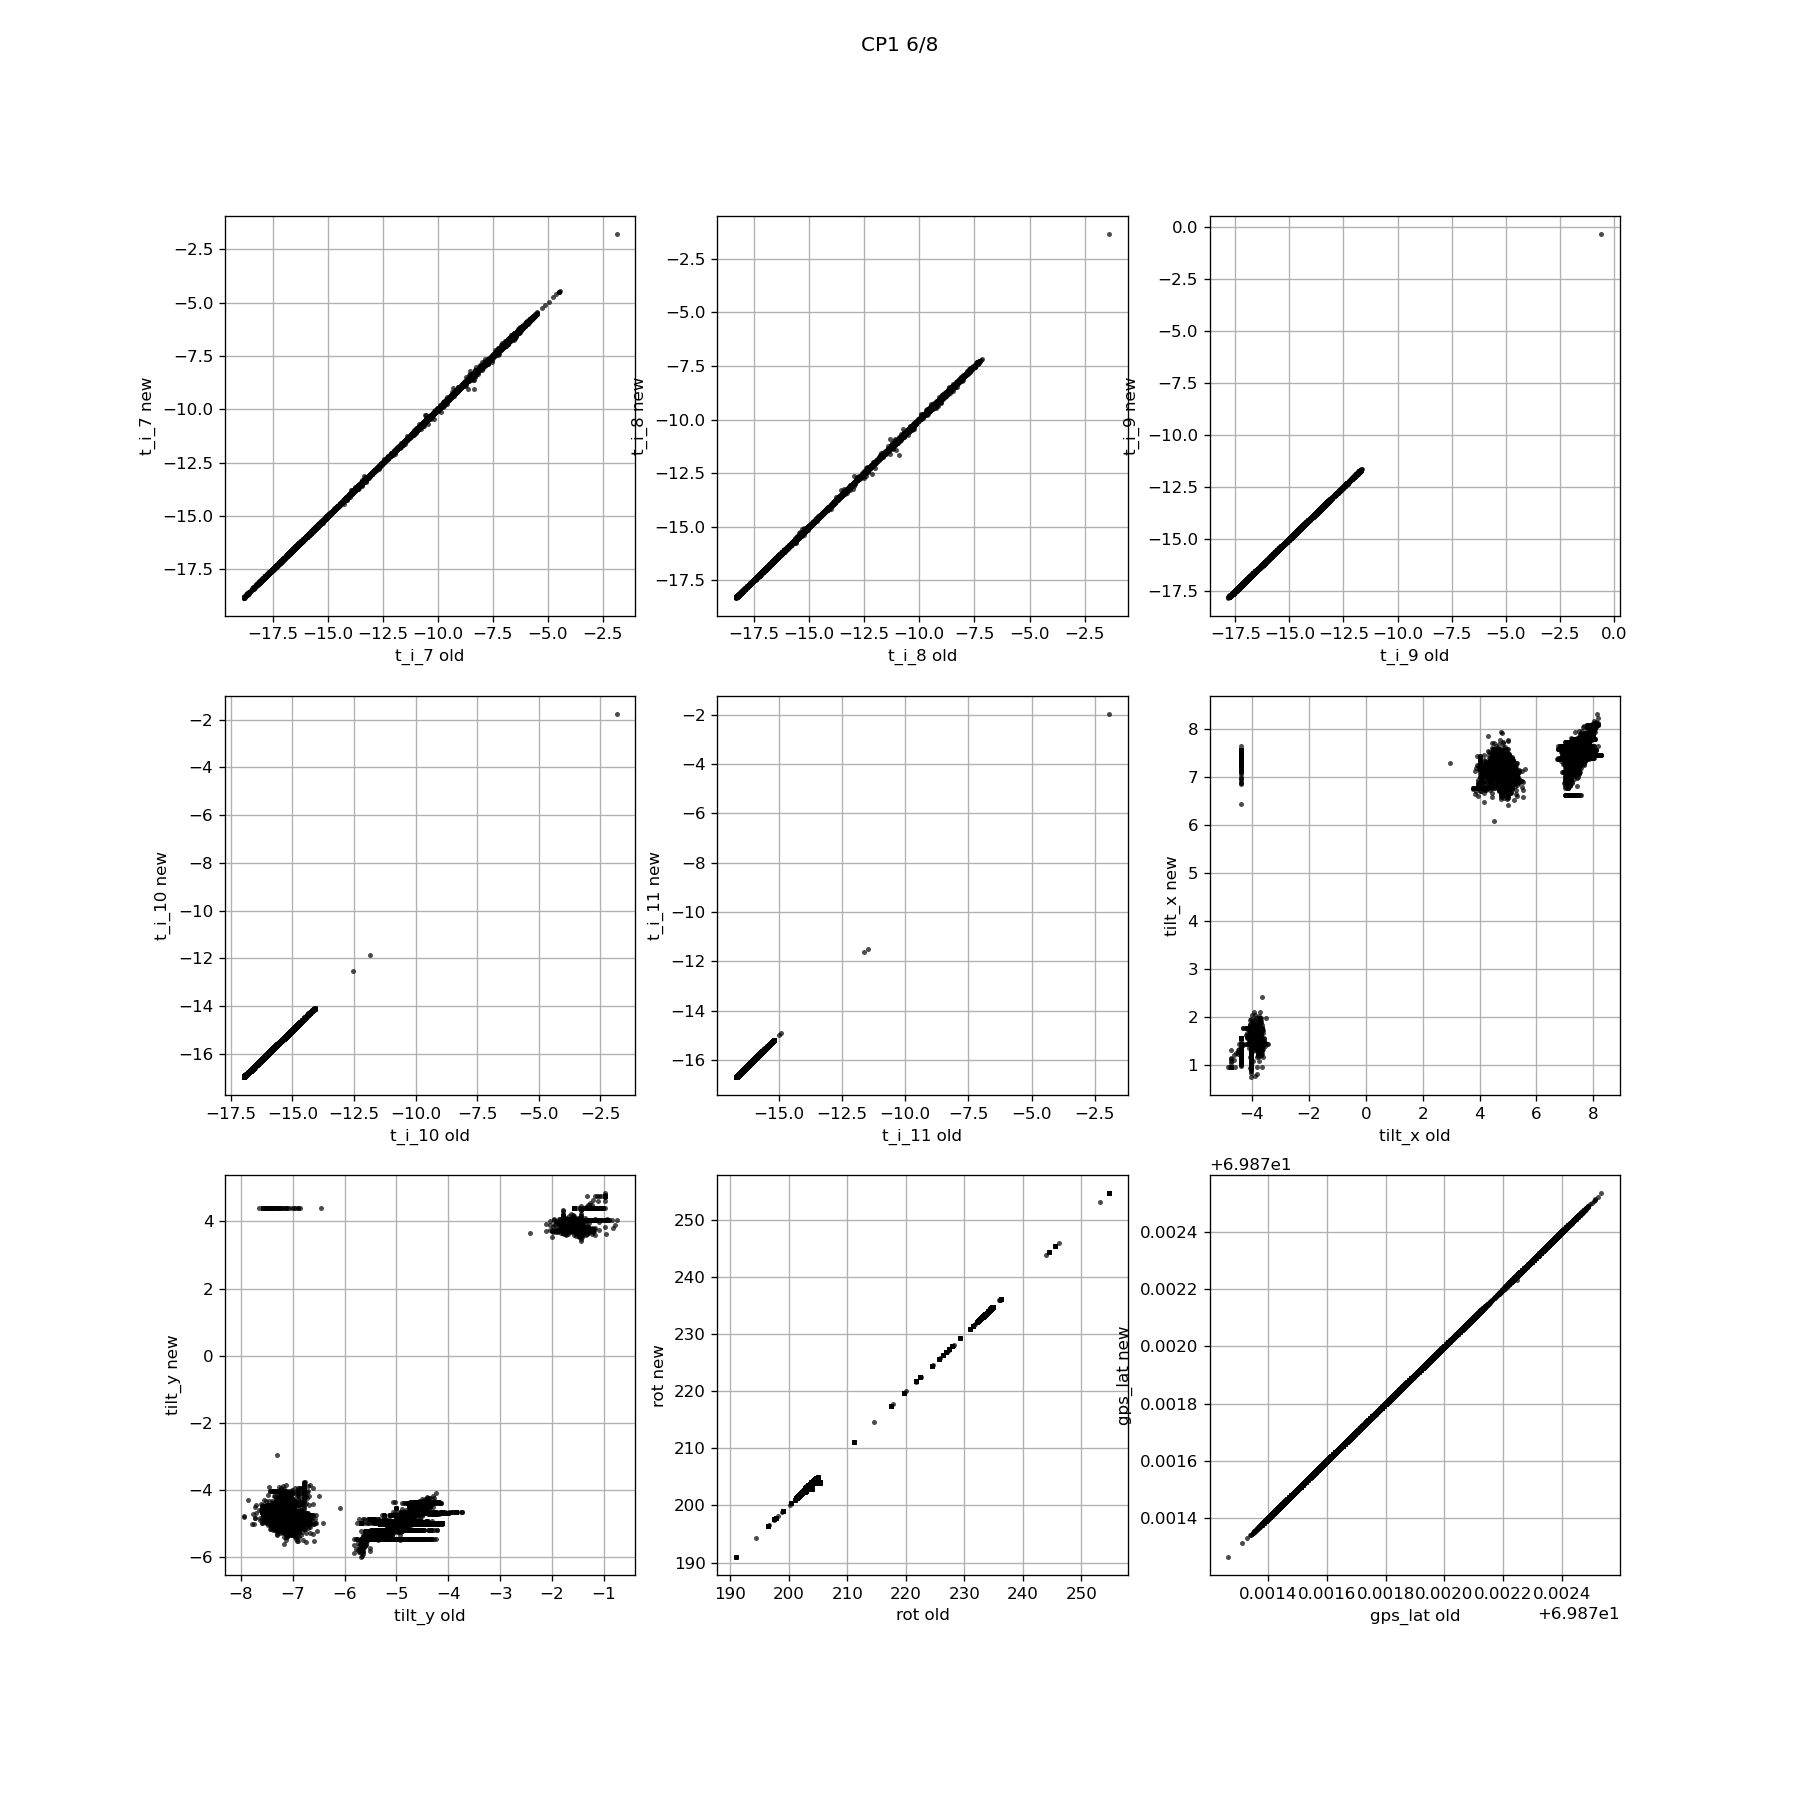 CP1 6/8
−2.5
−5.0
−7.5
−10.0
−12.5
−15.0
−17.5
t_i_7 new
−17.5 −15.0 −12.5 −10.0 −7.5 −5.0 −2.5
t_i_7 old
−2.5
−5.0
−7.5
−10.0
−12.5
−15.0
−17.5
t_i_8 new
−17.5 −15.0 −12.5 −10.0 −7.5 −5.0 −2.5
t_i_8 old
0.0
−2.5
−5.0
−7.5
−10.0
−12.5
−15.0
−17.5
t_i_9 new
−17.5 −15.0 −12.5 −10.0 −7.5 −5.0 −2.5 0.0
t_i_9 old
−2
−4
−6
−8
−10
−12
−14
−16
t_i_10 new
−17.5 −15.0 −12.5 −10.0 −7.5 −5.0 −2.5
t_i_10 old
−2
−4
−6
−8
−10
−12
−14
−16
t_i_11 new
−15.0 −12.5 −10.0 −7.5 −5.0 −2.5
t_i_11 old
8
7
6
5
4
3
2
1
tilt_x new
−4 −2 0 2 4 6 8
tilt_x old
4
2
0
−2
−4
−6
tilt_y new
−8 −7 −6 −5 −4 −3 −2 −1
tilt_y old
250
240
230
220
210
200
190
rot new
190 200 210 220 230 240 250
rot old
+6.987e1
0.0024
0.0022
0.0020
0.0018
0.0016
0.0014
gps_lat new
0.0014 0.0016 0.0018 0.0020 0.0022 0.0024
gps_lat old
+6.987e1